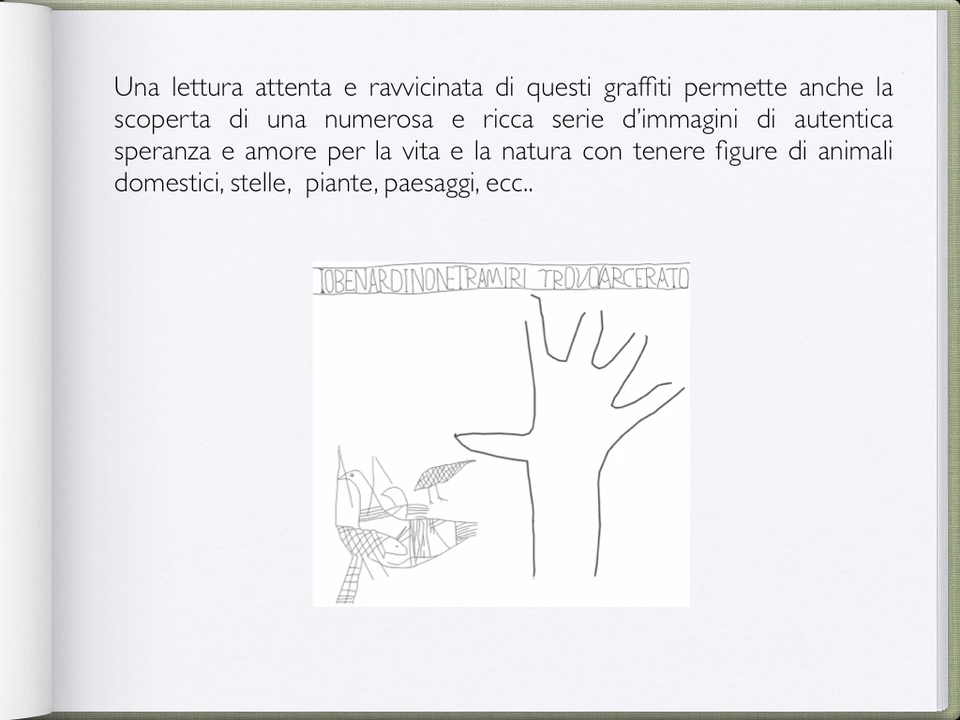 Una lettura attenta e ravvicinata di questi graffiti permette anche la
scoperta di una numerosa e ricca serie d'immagini di autentica
speranza e amore per la vita e la natura con tenere figure di animali
domestici, stelle, piante, paesaggi, ecc..
IOBENARDINONETRAMIRI TROVOARCERATO